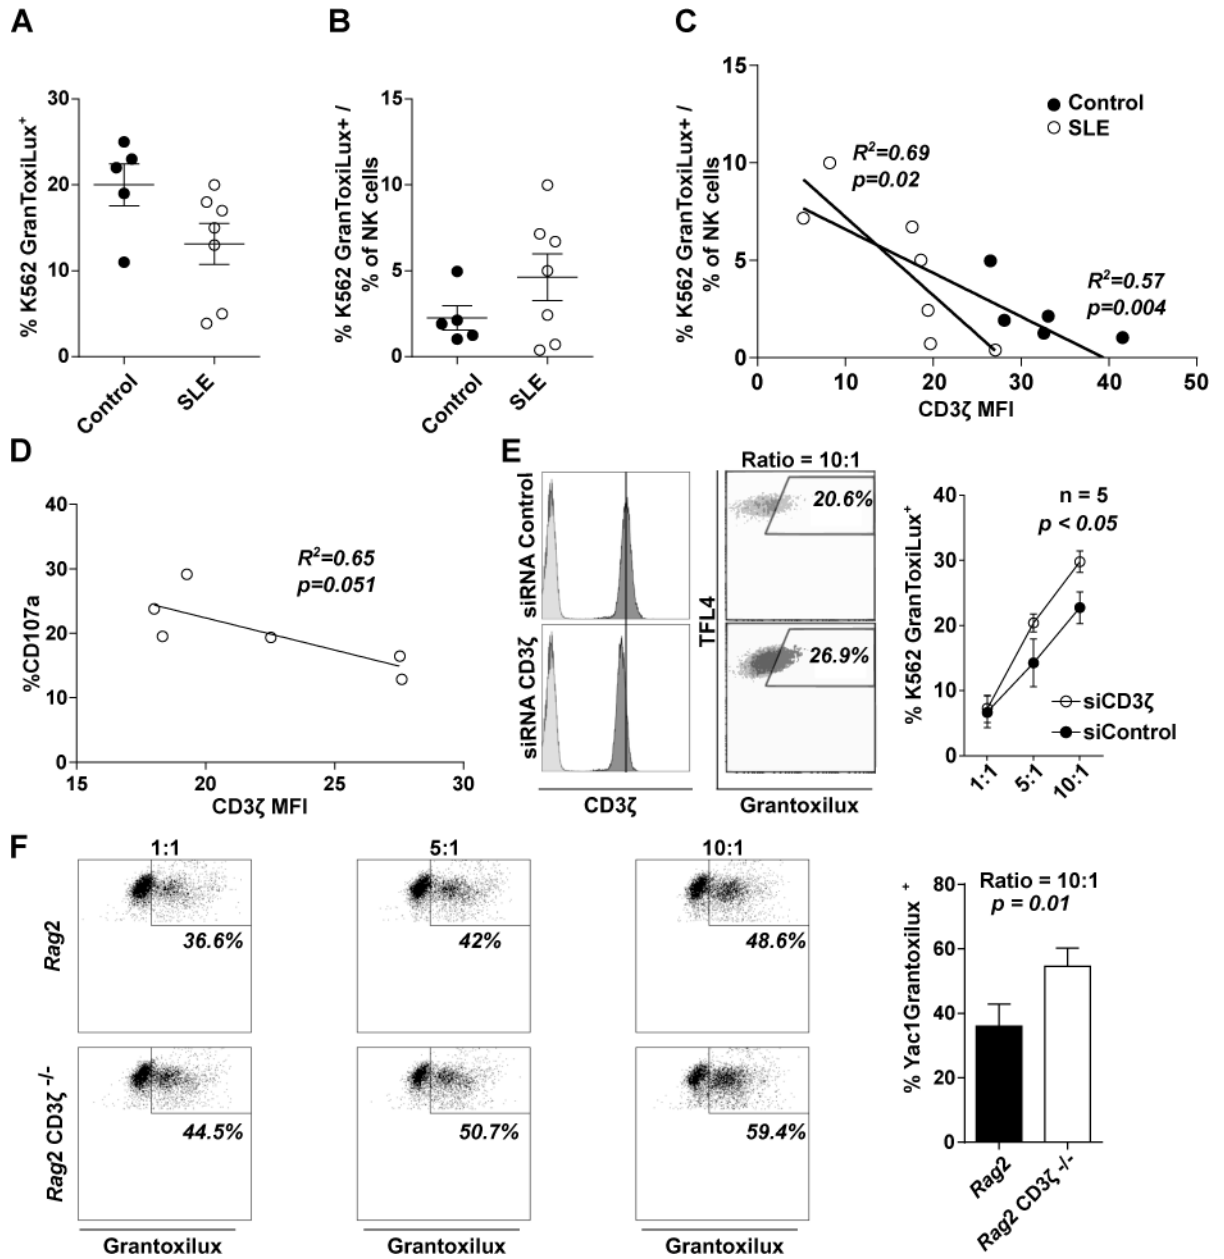 A
% K562 GranToxiLux+
30
20
10
0
Control
SLE
B
% K562 GranToxiLux+ /
% of NK cells
15
10
5
0
Control
SLE
C
% K562 GranToxiLux+ /
% of NK cells
15
10
5
0
0
10
20
30
40
50
CD3ζ MFI
Control
SLE
R²=0.69
p=0.02
R²=0.57
p=0.004
D
%CD107a
40
30
20
10
0
15
20
25
30
CD3ζ MFI
R²=0.65
p=0.051
E
siRNA Control
siRNA CD3ζ
CD3ζ
Ratio = 10:1
TFL4
20.6%
26.9%
Grantoxilux
% K562 GranToxiLux+
40
30
20
10
0
n = 5
p < 0.05
siCD3ζ
siControl
1:1
5:1
10:1
F
1:1
5:1
10:1
Rag2
36.6%
42%
48.6%
Rag2 CD3ζ -/-
44.5%
50.7%
59.4%
Grantoxilux
Grantoxilux
Grantoxilux
% Yac1Grantoxilux +
80
60
40
20
0
Ratio = 10:1
p = 0.01
Rag2
Rag2 CD3ζ -/-